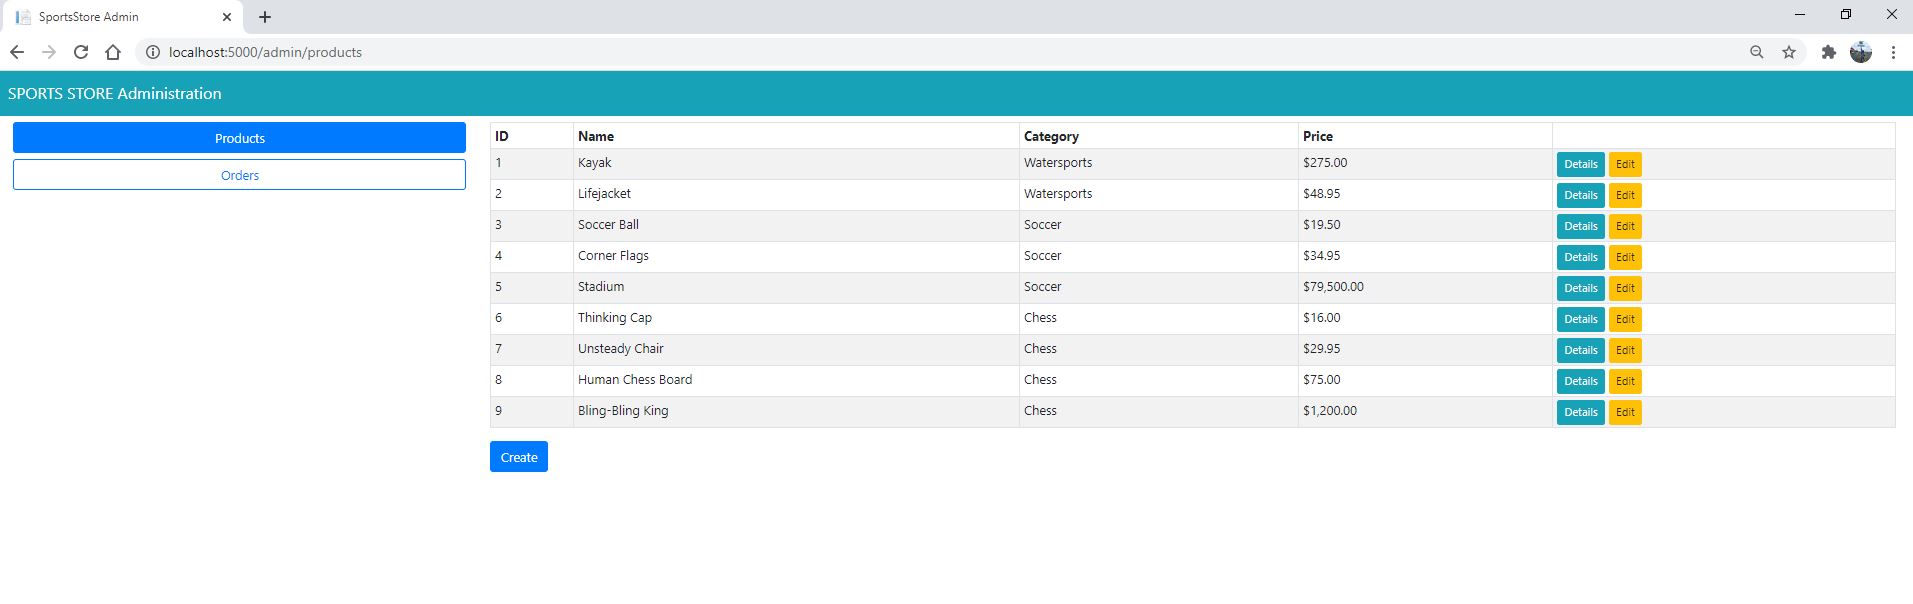 SportsStore Admin
localhost:5000/admin/products
SPORTS STORE Administration
Products
Orders
ID Name Category Price
1 Kayak Watersports $275.00 Details Edit
2 Lifejacket Watersports $48.95 Details Edit
3 Soccer Ball Soccer $19.50 Details Edit
4 Corner Flags Soccer $34.95 Details Edit
5 Stadium Soccer $79,500.00 Details Edit
6 Thinking Cap Chess $16.00 Details Edit
7 Unsteady Chair Chess $29.95 Details Edit
8 Human Chess Board Chess $75.00 Details Edit
9 Bling-Bling King Chess $1,200.00 Details Edit
Create